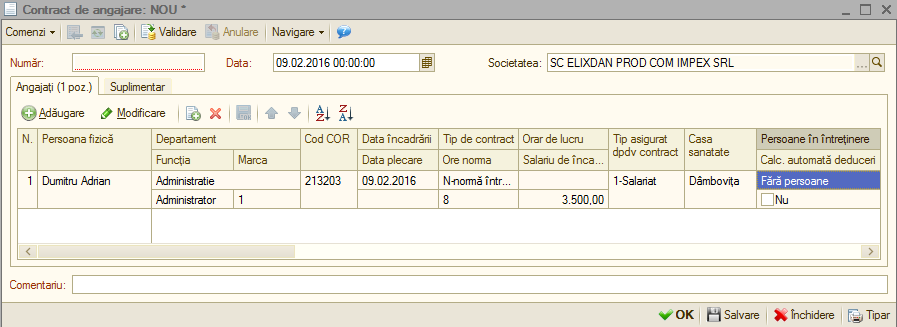 Contract de angajare: NOU *
Comenzi Validare Anulare Navigare
Număr: Data: 09.02.2016 00:00:00 Societatea: SC ELIXDAN PROD COM IMPEX SRL ...
Angajați (1 poz.) Suplimentar
Adăugare Modificare
N. Persoana fizică Departament Cod COR Data încadrării Tip de contract Orar de lucru Tip asigurat dpdv contract Casa sanatate Persoane în întreținere
Funcția Marca Data plecare Ore norma Salariu de înca... Calc. automată deduceri
1 Dumitru Adrian Administratie 213203 09.02.2016 N-normă într... 1-Salariat Dâmbovița Fără persoane
Administrator 1 8 3.500,00 Nu
Comentariu:
OK Salvare Închidere Tipar